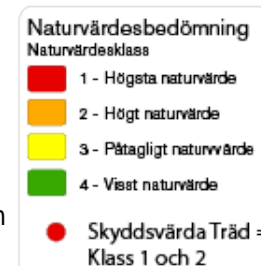 Naturvärdesbedömning
Naturvärdesklass
1 - Högsta naturvärde
2 - Högt naturvärde
3 - Påtagligt naturvvärde
4 - Visst naturvärde
Skyddsvärda Träd =
Klass 1 och 2